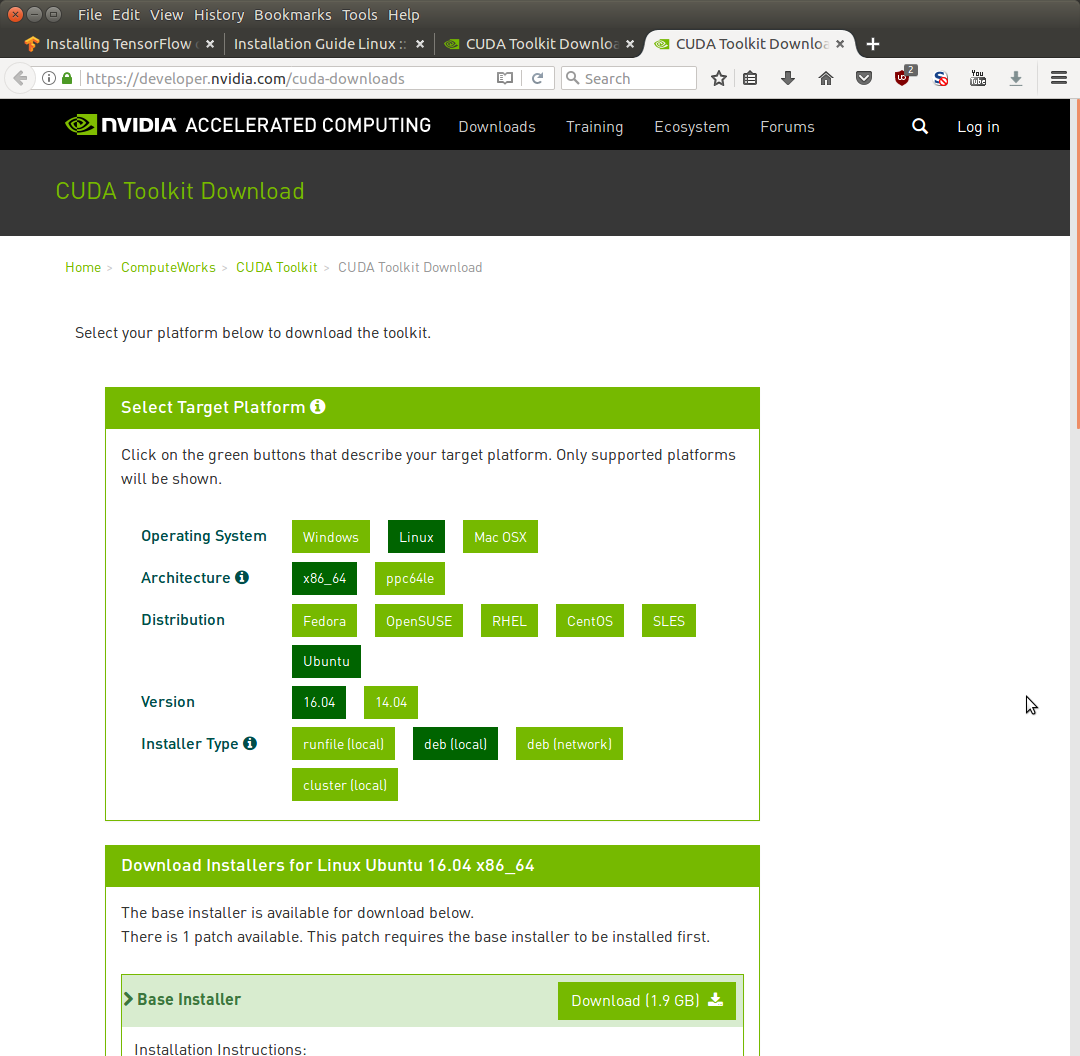 File Edit View History Bookmarks Tools Help
Installing TensorFlow
Installation Guide Linux ::
CUDA Toolkit Downlo
CUDA Toolkit Downlo
https://developer.nvidia.com/cuda-downloads
Search
2
You Tube
NVIDIA ACCELERATED COMPUTING Downloads Training Ecosystem Forums Log in
CUDA Toolkit Download
Home > ComputeWorks > CUDA Toolkit > CUDA Toolkit Download
Select your platform below to download the toolkit.
Select Target Platform
Click on the green buttons that describe your target platform. Only supported platforms
will be shown.
Operating System Windows Linux Mac OSX
Architecture x86_64 ppc64le
Distribution Fedora OpenSUSE RHEL CentOS SLES
Ubuntu
Version 16.04 14.04
Installer Type runfile (local) deb (local) deb (network)
cluster (local)
Download Installers for Linux Ubuntu 16.04 x86_64
The base installer is available for download below.
There is 1 patch available. This patch requires the base installer to be installed first.
Base Installer Download (1.9 GB)
Installation Instructions: